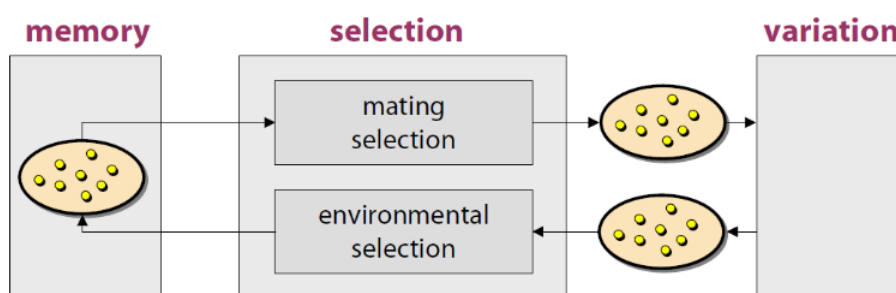 memory
selection
variation
mating
selection
environmental
selection